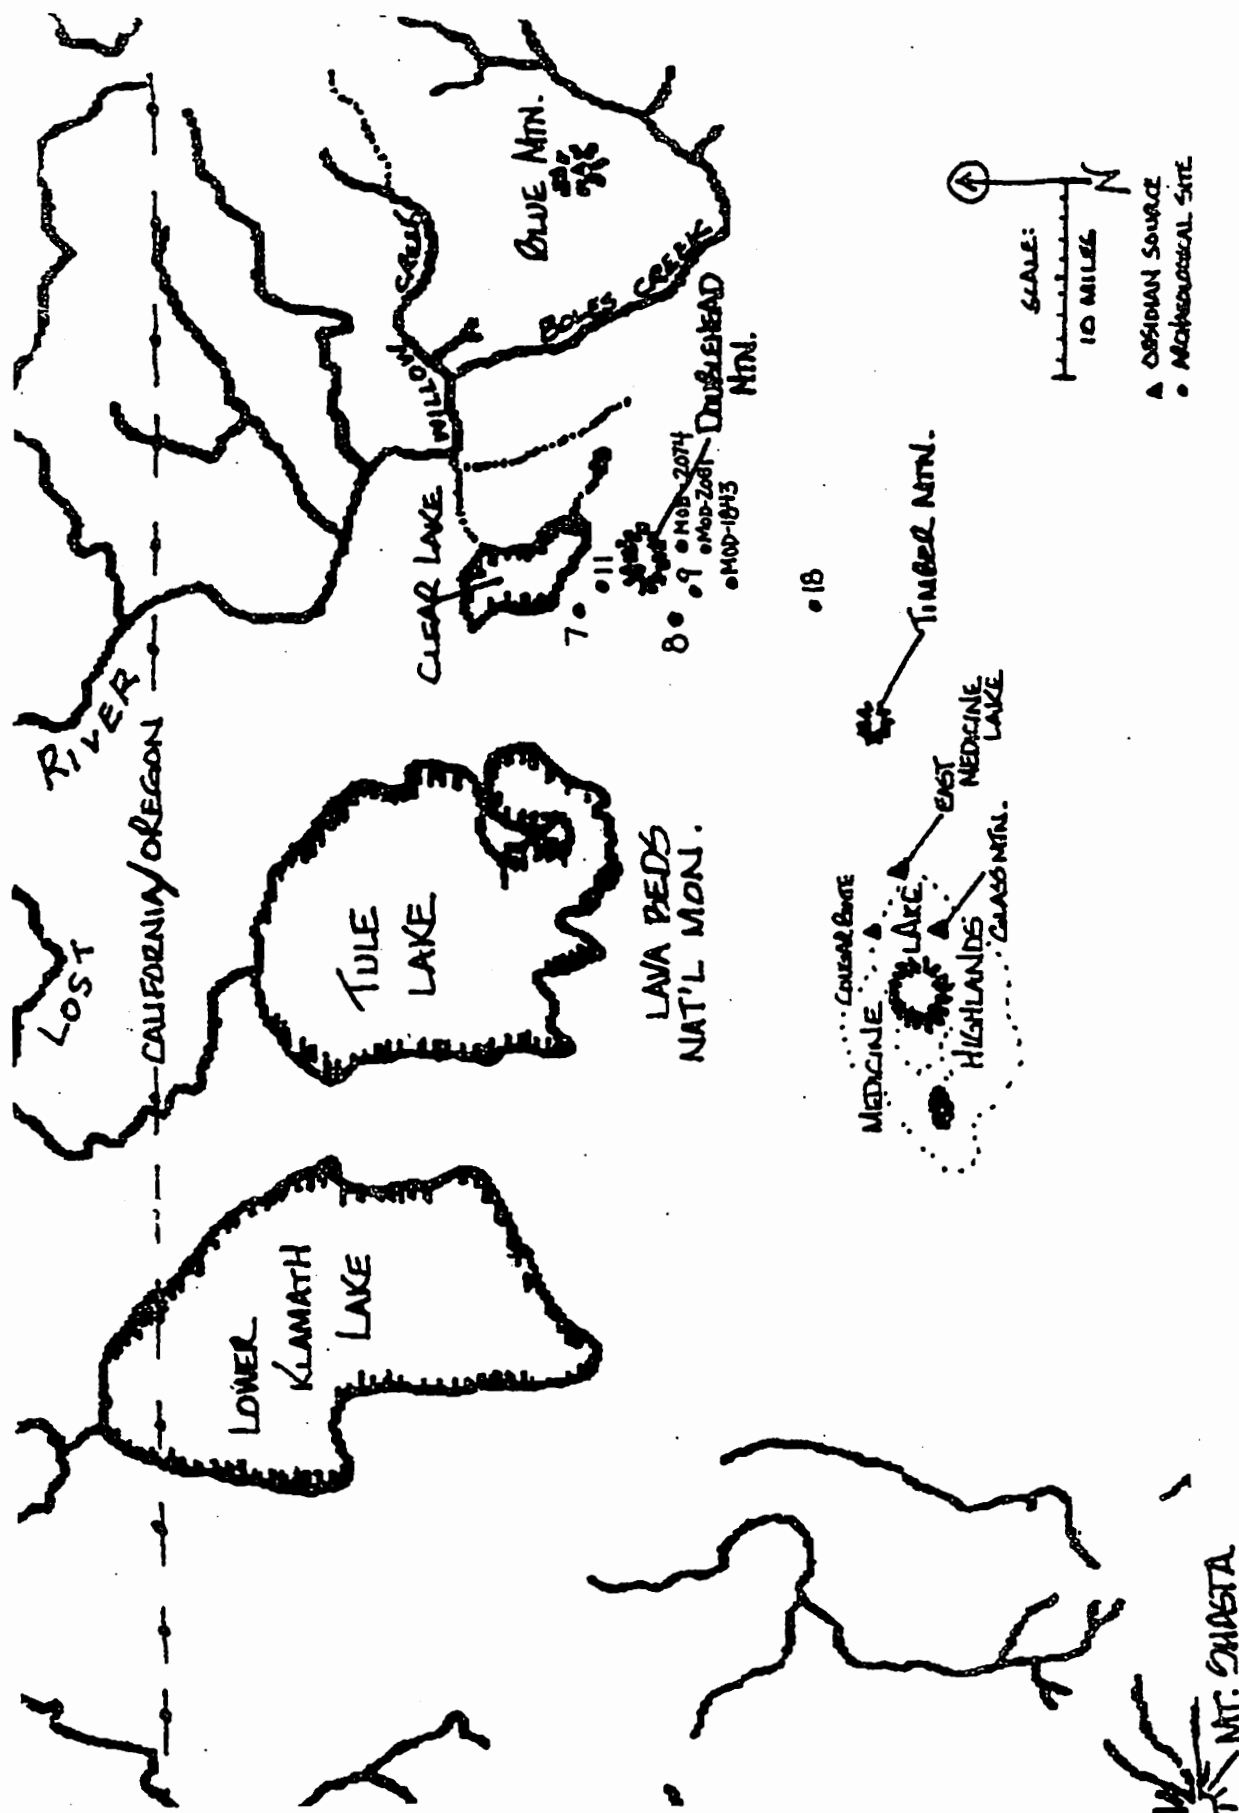 LOST
RIVER
CALIFORNIA/OREGON
LOWER
KLAMATH
LAKE
TULE
LAKE
CLEAR LAKE
WILLOW CREEK
BOLES CREEK
BLUE MTN.
LAVA BEDS
NAT'L MON.
7
11
8
9
MOD-2074
MOD-2081
MOD-1843
DOUBLEHEAD
MTN.
18
TIMBER MTN.
COUGAR BUTTE
MEDICINE
LAKE
HIGHLANDS
EAST
MEDICINE
LAKE
GLASS MTN.
MT. SHASTA
SCALE:
10 MILES
N
▲ OBSIDIAN SOURCE
• ARCHAEOLOGICAL SITE